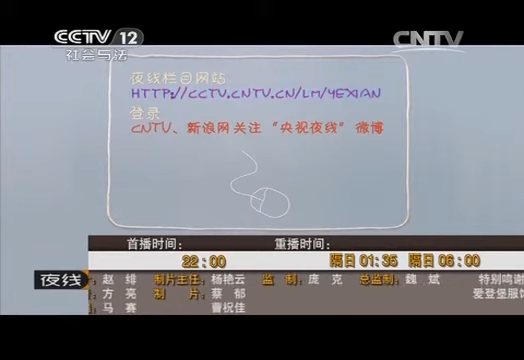 CCTV 12
社会与法
CNTV
夜线栏目网站
HTTP://CCTV.CNTV.CN/LM/YEXIAN
登录
CNTV、新浪网关注“央视夜线”微博
首播时间： 重播时间：
22:00 隔日 01:35 隔日 06:00
夜线
：赵 绯 制片主任：杨艳云 监 制：庞 克 总监制：魏 斌 特别鸣谢
：方 亮 制 片：蔡 郁 爱登堡服饰
：马 赛 曹祝佳